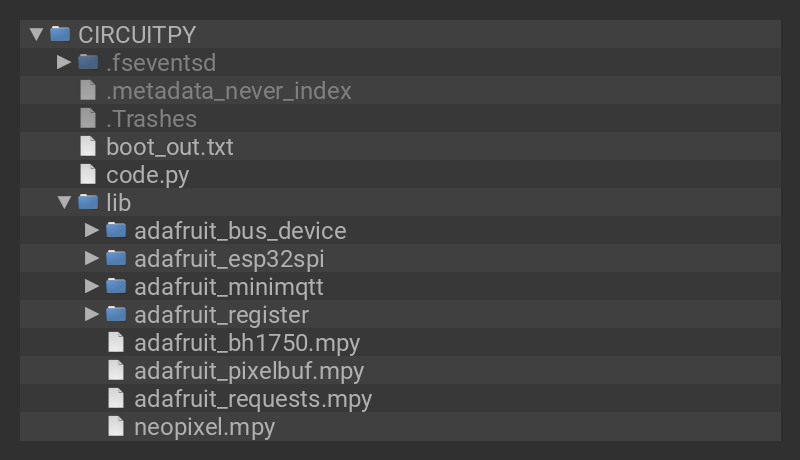 CIRCUITPY
.fseventsd
.metadata_never_index
.Trashes
boot_out.txt
code.py
lib
adafruit_bus_device
adafruit_esp32spi
adafruit_minimqtt
adafruit_register
adafruit_bh1750.mpy
adafruit_pixelbuf.mpy
adafruit_requests.mpy
neopixel.mpy